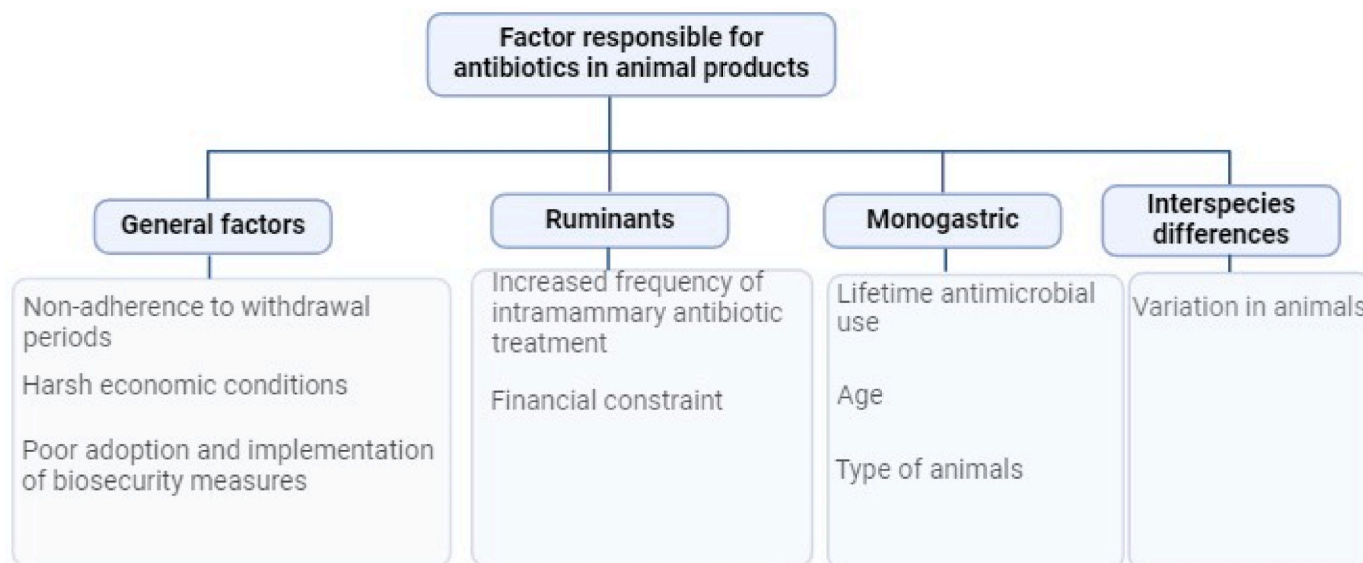 Factor responsible for
antibiotics in animal products
General factors
Non-adherence to withdrawal
periods
Harsh economic conditions
Poor adoption and implementation
of biosecurity measures
Ruminants
Increased frequency of
intramammary antibiotic
treatment
Financial constraint
Monogastric
Lifetime antimicrobial
use
Age
Type of animals
Interspecies
differences
Variation in animals